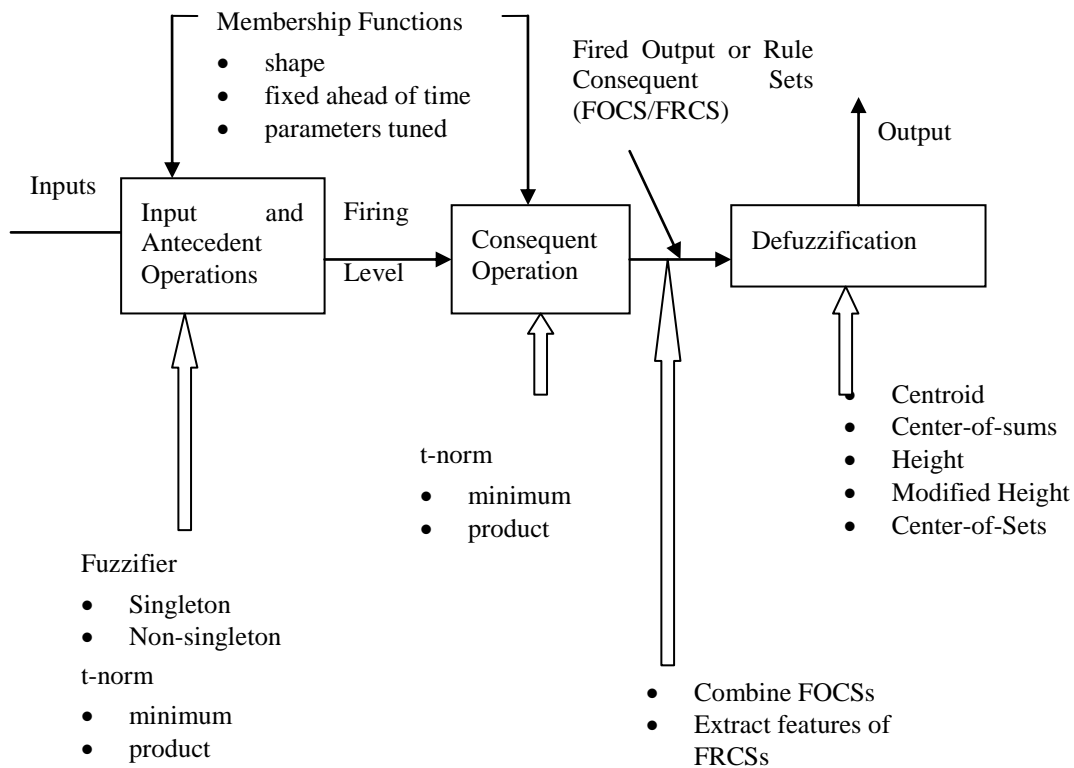 Membership Functions
• shape
• fixed ahead of time
• parameters tuned
Fired Output or Rule
Consequent Sets
(FOCS/FRCS)
Output
Inputs
Input and
Antecedent
Operations
Firing
Level
Consequent
Operation
Defuzzification
• Centroid
• Center-of-sums
• Height
• Modified Height
• Center-of-Sets
t-norm
• minimum
• product
Fuzzifier
• Singleton
• Non-singleton
t-norm
• minimum
• product
• Combine FOCSs
• Extract features of
FRCSs